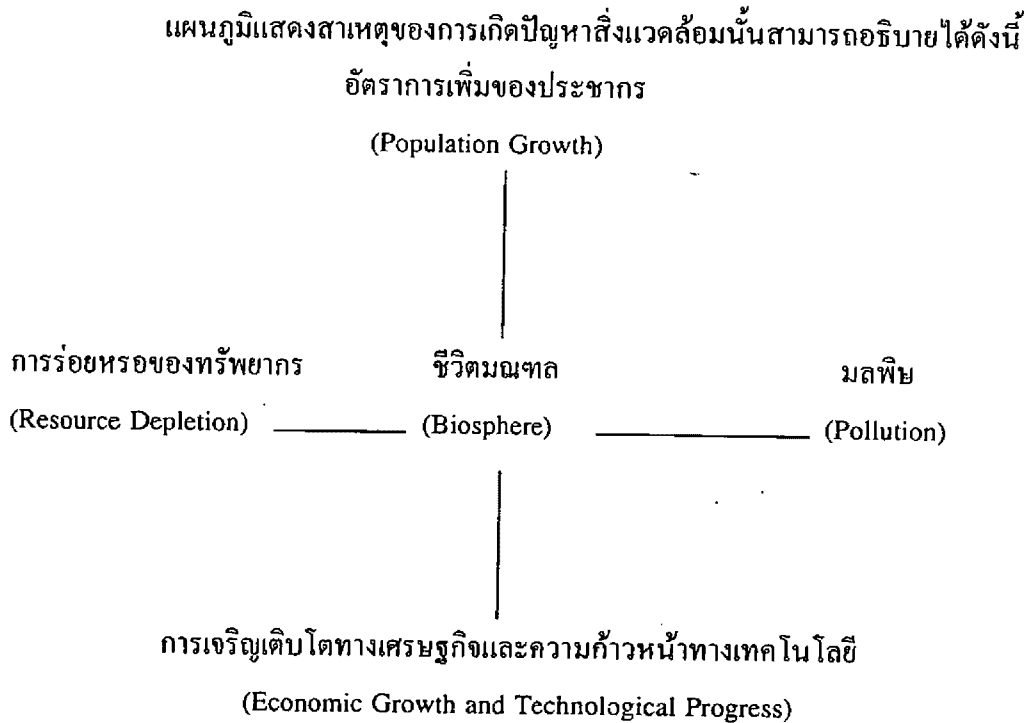 แผนภูมิแสดงสาเหตุของการเกิดปัญหาสิ่งแวดล้อมนั้นสามารถอธิบายได้ดังนี้
อัตราการเพิ่มของประชากร
(Population Growth)
การร่อยหรอของทรัพยากร ชีวิตมณฑล มลพิษ
(Resource Depletion) (Biosphere) (Pollution)
การเจริญเติบโตทางเศรษฐกิจและความก้าวหน้าทางเทคโนโลยี
(Economic Growth and Technological Progress)